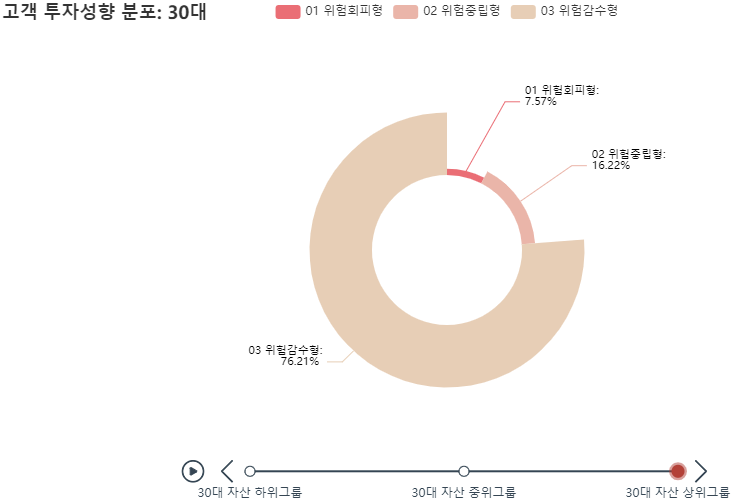 고객 투자성향 분포: 30대
01 위험회피형 02 위험중립형 03 위험감수형
01 위험회피형:
7.57%
02 위험중립형:
16.22%
03 위험감수형:
76.21%
30대 자산 하위그룹 30대 자산 중위그룹 30대 자산 상위그룹